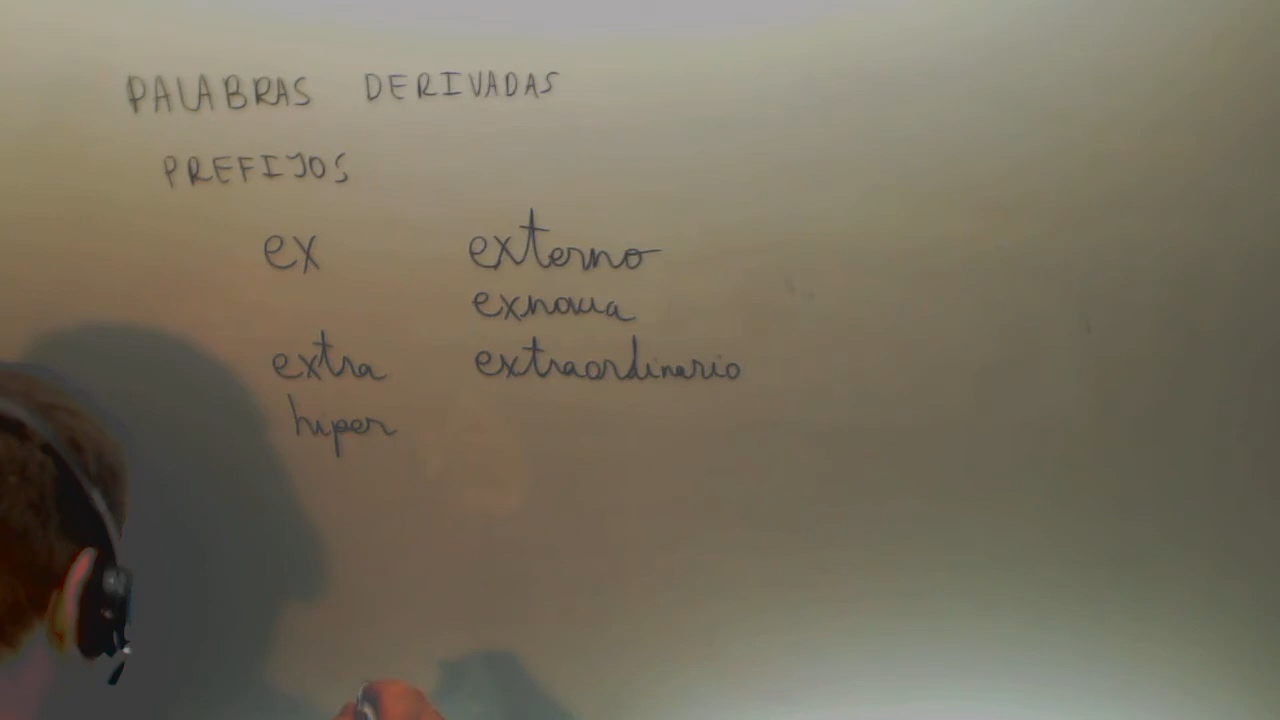 PALABRAS DERIVADAS
PREFIJOS
ex externo
exnovia
extra extraordinario
hiper